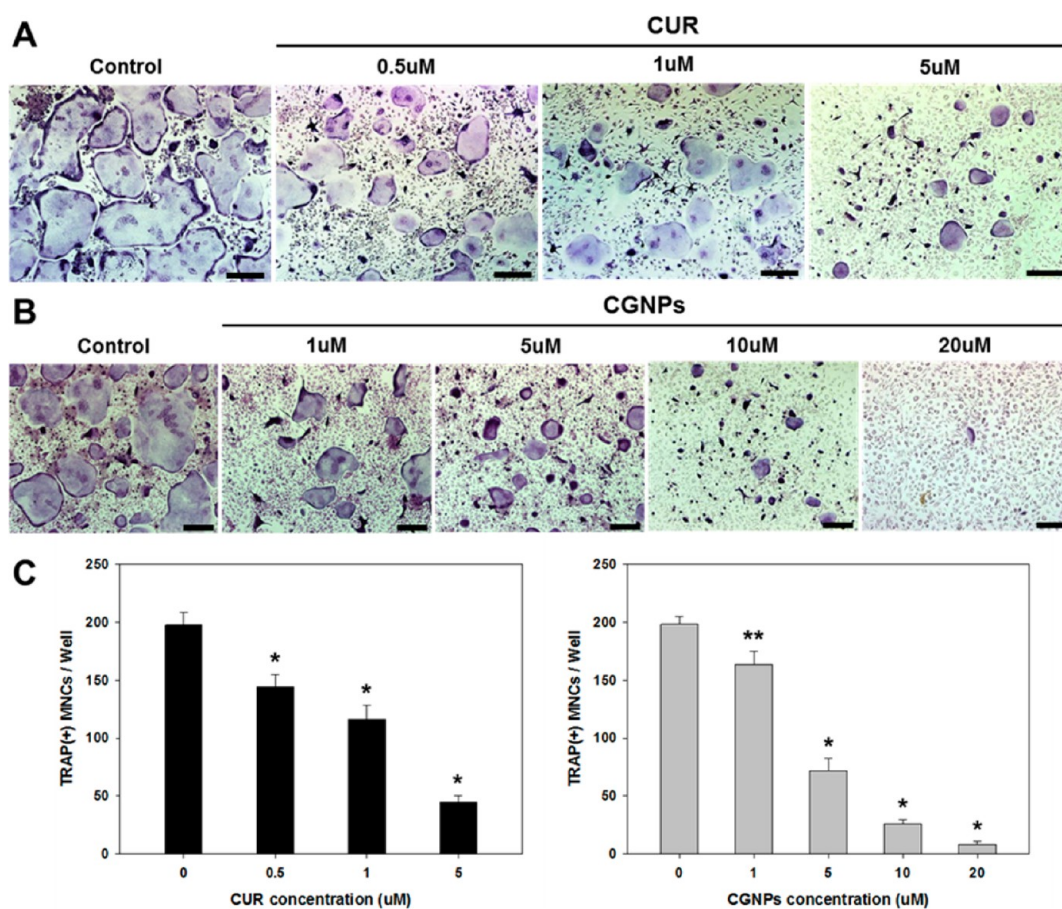 A
CUR
Control 0.5uM 1uM 5uM
B
CGNPs
Control 1uM 5uM 10uM 20uM
C
250
200
150
100
50
0
TRAP(+) MNCs / Well
*
*
*
0 0.5 1 5
CUR concentration (uM)
250
200
150
100
50
0
TRAP(+) MNCs / Well
**
*
*
*
0 1 5 10 20
CGNPs concentration (uM)